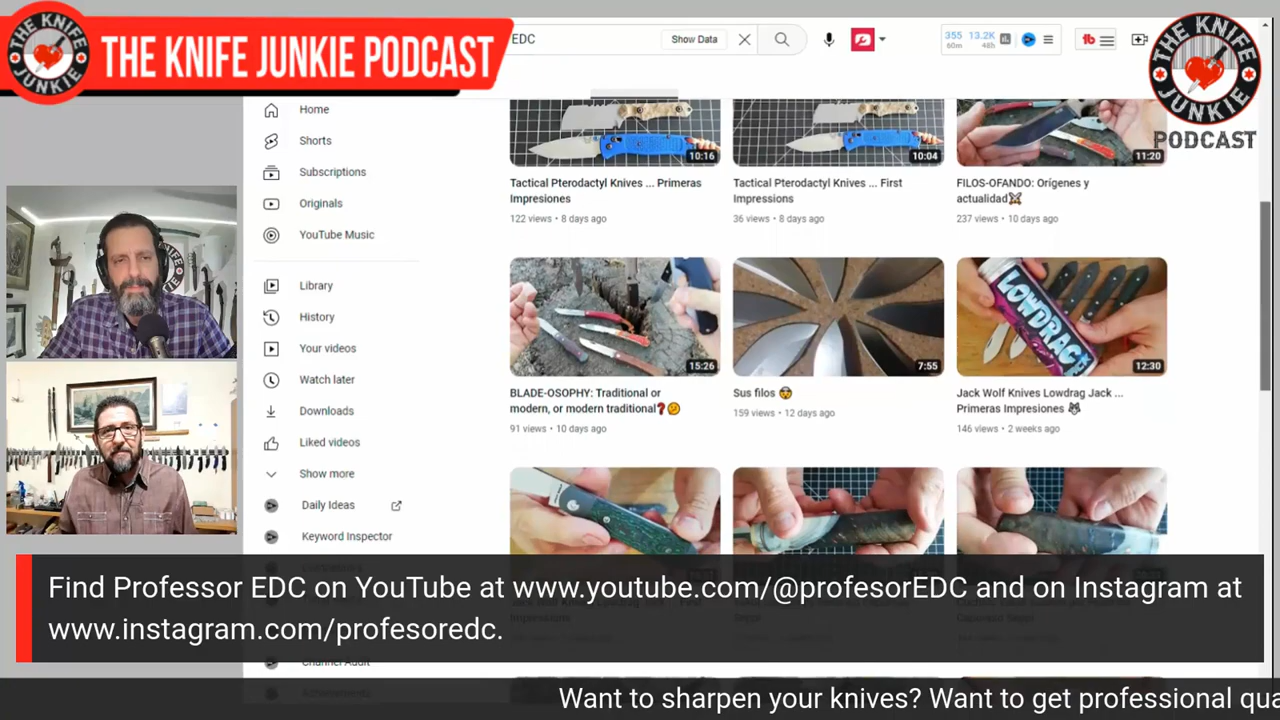 THE KNIFE JUNKIE PODCAST
THE KNIFE
JUNKIE
EDC
Show Data
355
60m
13.2K
48h
THE KNIFE
JUNKIE
PODCAST
Home
Shorts
Subscriptions
Originals
YouTube Music
Library
History
Your videos
Watch later
Downloads
Liked videos
Show more
Daily Ideas
Keyword Inspector
Channel Audit
10:16
Tactical Pterodactyl Knives ... Primeras
Impresiones
122 views • 8 days ago
10:04
Tactical Pterodactyl Knives ... First
Impressions
36 views • 8 days ago
11:20
FILOS-OFANDO: Orígenes y
actualidad⚔️
237 views • 10 days ago
15:26
BLADE-OSOPHY: Traditional or
modern, or modern traditional❓🤔
91 views • 10 days ago
7:55
Sus filos 🤯
159 views • 12 days ago
LOWDRAG
12:30
Jack Wolf Knives Lowdrag Jack ...
Primeras Impresiones 🐺
146 views • 2 weeks ago
Find Professor EDC on YouTube at www.youtube.com/@profesorEDC and on Instagram at
www.instagram.com/profesoredc.
Want to sharpen your knives? Want to get professional qua